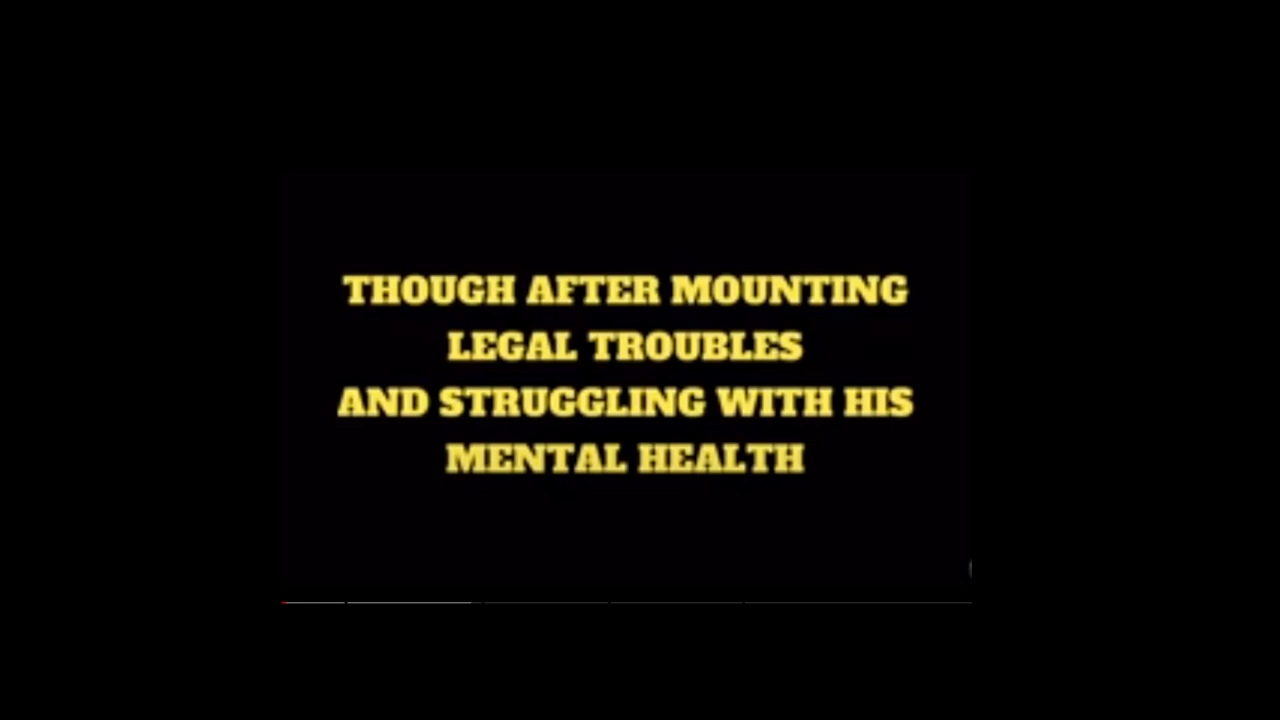 THOUGH AFTER MOUNTING
LEGAL TROUBLES
AND STRUGGLING WITH HIS
MENTAL HEALTH